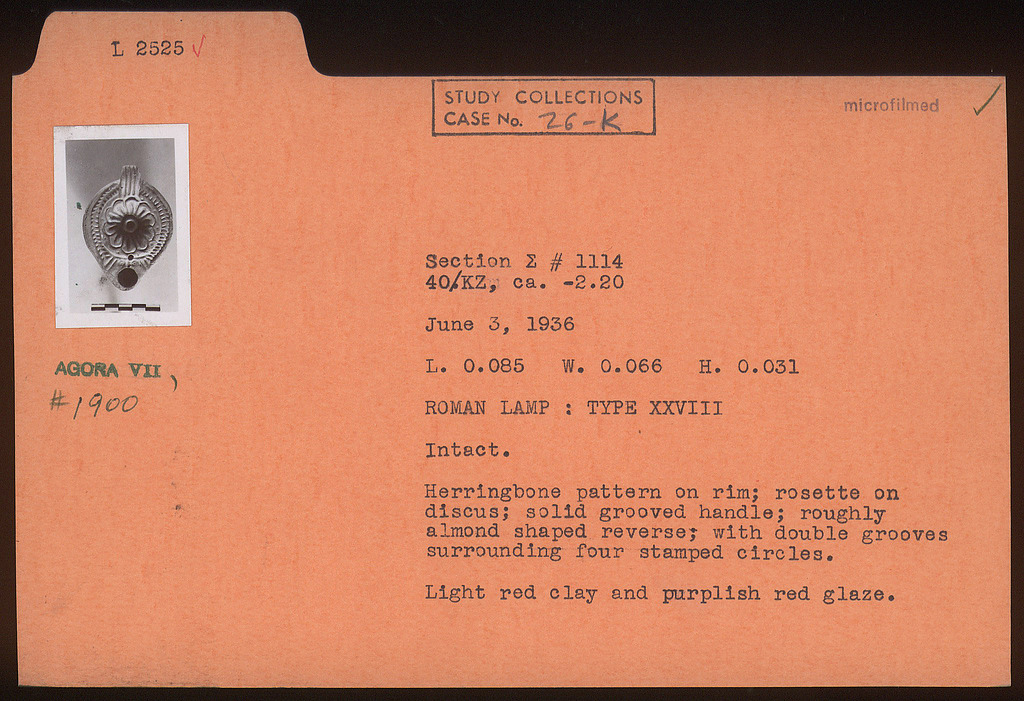 L 2525 ✓
STUDY COLLECTIONS
CASE No. 26-K
microfilmed ✓
AGORA VII,
#1900
Section Σ # 1114
40/KZ, ca. -2.20
June 3, 1936
L. 0.085 W. 0.066 H. 0.031
ROMAN LAMP : TYPE XXVIII
Intact.
Herringbone pattern on rim; rosette on
discus; solid grooved handle; roughly
almond shaped reverse; with double grooves
surrounding four stamped circles.
Light red clay and purplish red glaze.